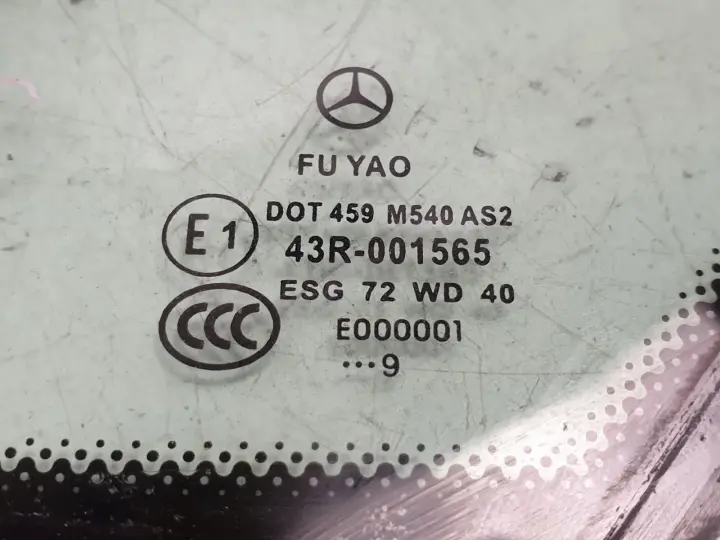 FU YAO
DOT 459 M540 AS2
E1
43R-001565
ESG 72 WD 40
CCC
E000001
...9